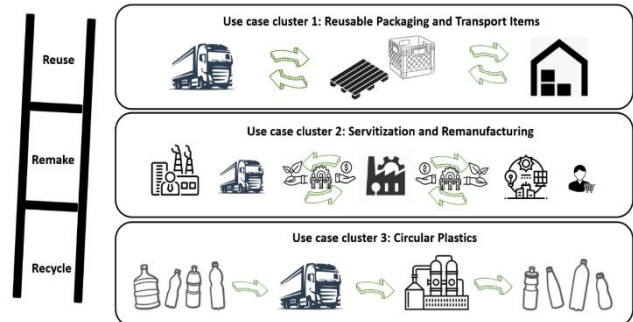 Use case cluster 1: Reusable Packaging and Transport Items
Reuse
Use case cluster 2: Servitization and Remanufacturing
Remake
$
$
Use case cluster 3: Circular Plastics
Recycle